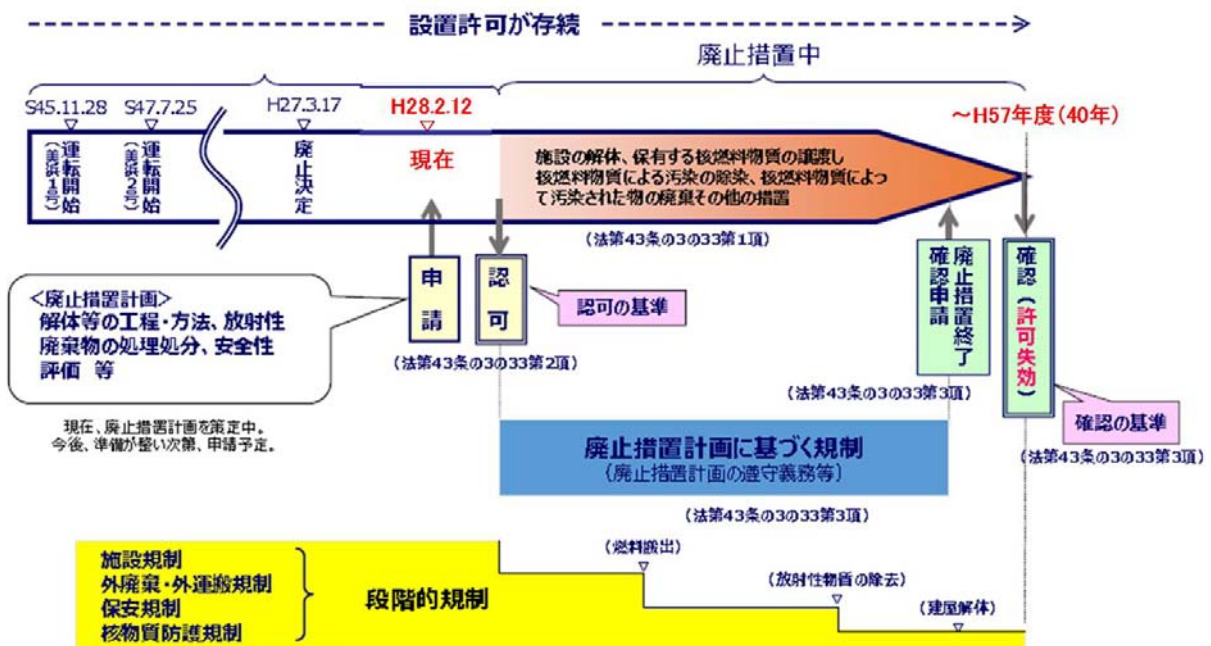 設置許可が存続
廃止措置中
S45.11.28
S47.7.25
H27.3.17
H28.2.12
～H57年度(40年)
運転開始
(美浜1号)
運転開始
(美浜2号)
廃止決定
現在
施設の解体、保有する核燃料物質の譲渡し
核燃料物質による汚染の除染、核燃料物質によっ
て汚染された物の廃棄その他の措置
(法第43条の3の33第1項)
申請
認可
認可の基準
(法第43条の3の33第2項)
<廃止措置計画>
解体等の工程・方法、放射性
廃棄物の処理処分、安全性
評価 等
現在、廃止措置計画を策定中。
今後、準備が整い次第、申請予定。
廃止措置終了
確認申請
(法第43条の3の33第3項)
確認(許可失効)
確認の基準
(法第43条の3の33第3項)
廃止措置計画に基づく規制
(廃止措置計画の遵守義務等)
(法第43条の3の33第3項)
施設規制
外廃棄・外運搬規制
保安規制
核物質防護規制
段階的規制
(燃料搬出)
(放射性物質の除去)
(建屋解体)